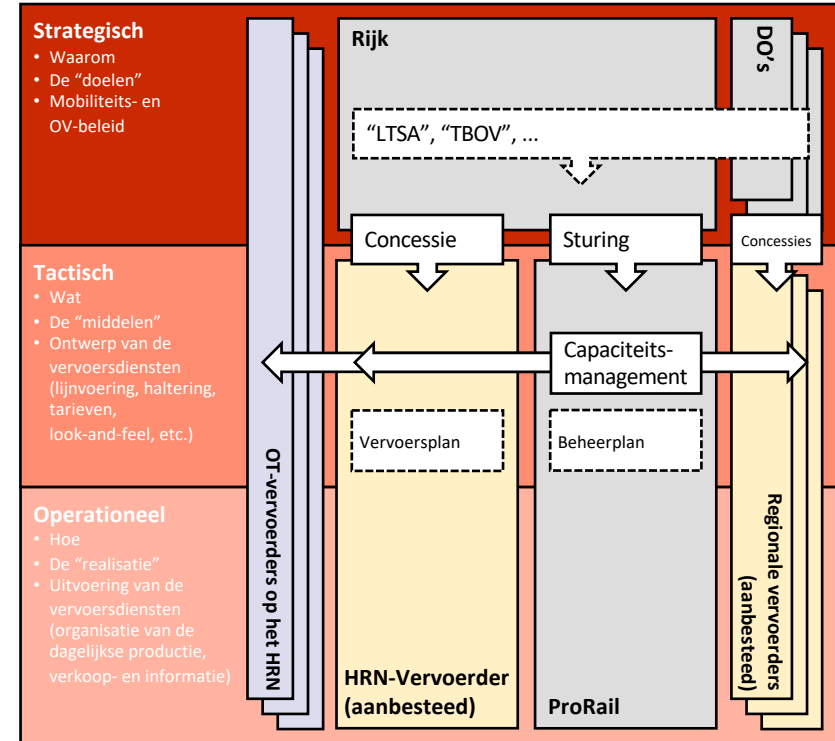 Strategisch
• Waarom
• De “doelen”
• Mobiliteits- en
OV-beleid
Rijk
DO’s
“LTSA”, “TBOV”, ...
Concessie
Sturing
Concessies
Tactisch
• Wat
• De “middelen”
• Ontwerp van de
vervoersdiensten
(lijnvoering, haltering,
tarieven,
look-and-feel, etc.)
Capaciteits-
management
Vervoersplan
Beheerplan
Operationeel
• Hoe
• De “realisatie”
• Uitvoering van de
vervoersdiensten
(organisatie van de
dagelijkse productie,
verkoop- en informatie)
OT-vervoerders op het HRN
HRN-Vervoerder
(aanbesteed)
ProRail
Regionale vervoerders
(aanbesteed)